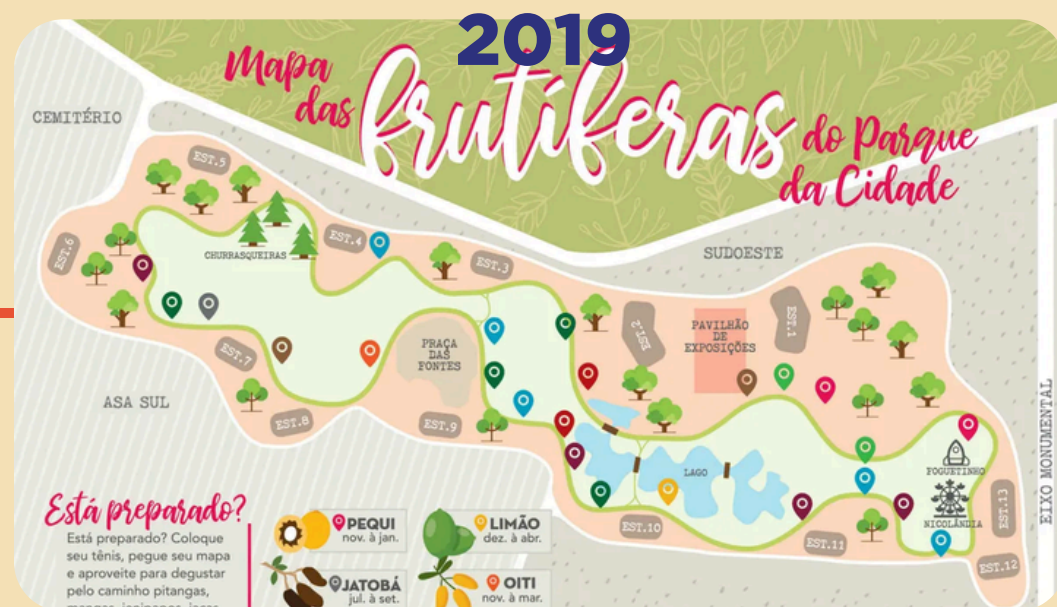 2019
Mapa
das
frutíferas
do Parque
da Cidade
CEMITÉRIO
EST.5
SUDOESTE
EST.6
CHURRASQUEIRAS
EST.4
EST.3
EST.2
EST.1
PAVILHÃO
DE
EXPOSIÇÕES
PRAÇA
DAS
FONTES
EST.7
ASA SUL
EST.8
EST.9
LAGO
FOGUETINHO
NICOLÂNDIA
EST.13
EIXO MONUMENTAL
EST.10
EST.11
EST.12
Está preparado?
Está preparado? Coloque
seu tênis, pegue seu mapa
e aproveite para degustar
pelo caminho pitangas,
PEQUI
nov. à jan.
LIMÃO
dez. à abr.
JATOBÁ
jul. à set.
OITI
nov. à mar.